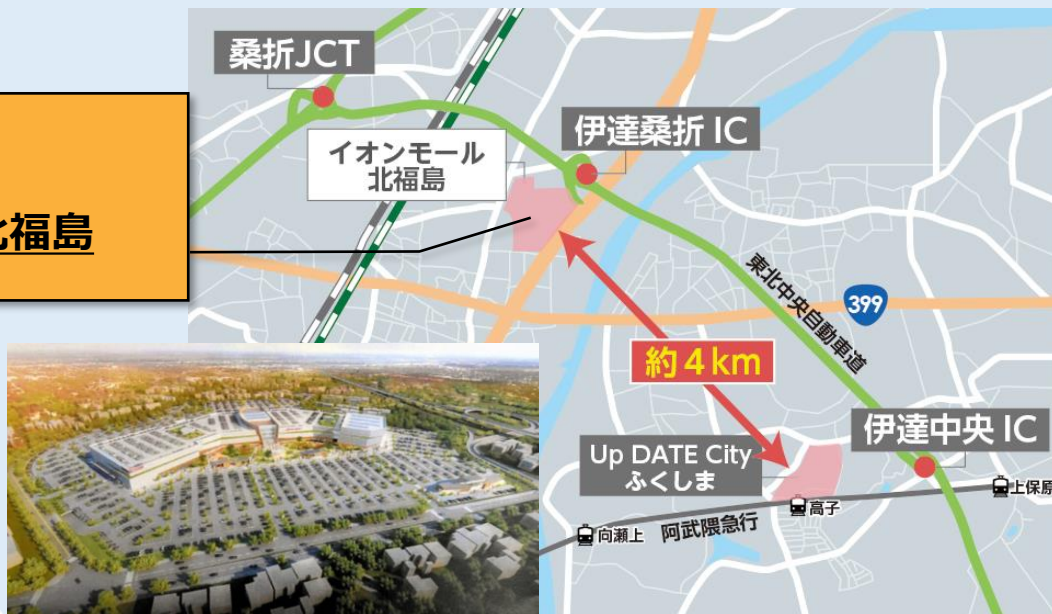 桑折JCT
伊達桑折 IC
イオンモール
北福島
北福島
399
東北中央自動車道
約4km
伊達中央 IC
Up DATE City
ふくしま
上保原
高子
向瀬上
阿武隈急行